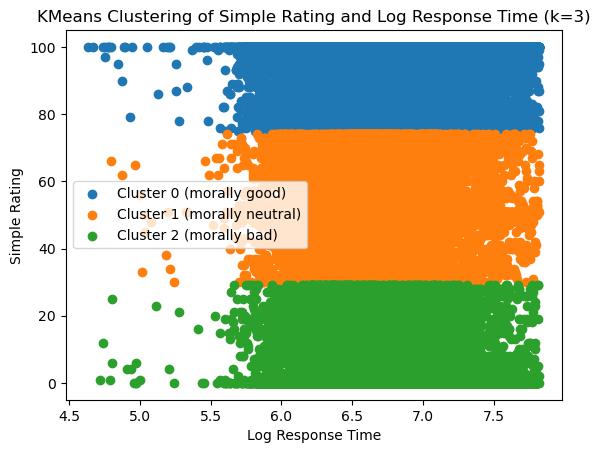 KMeans Clustering of Simple Rating and Log Response Time (k=3)
100
80
60
40
20
0
Simple Rating
Cluster 0 (morally good)
Cluster 1 (morally neutral)
Cluster 2 (morally bad)
4.5 5.0 5.5 6.0 6.5 7.0 7.5
Log Response Time